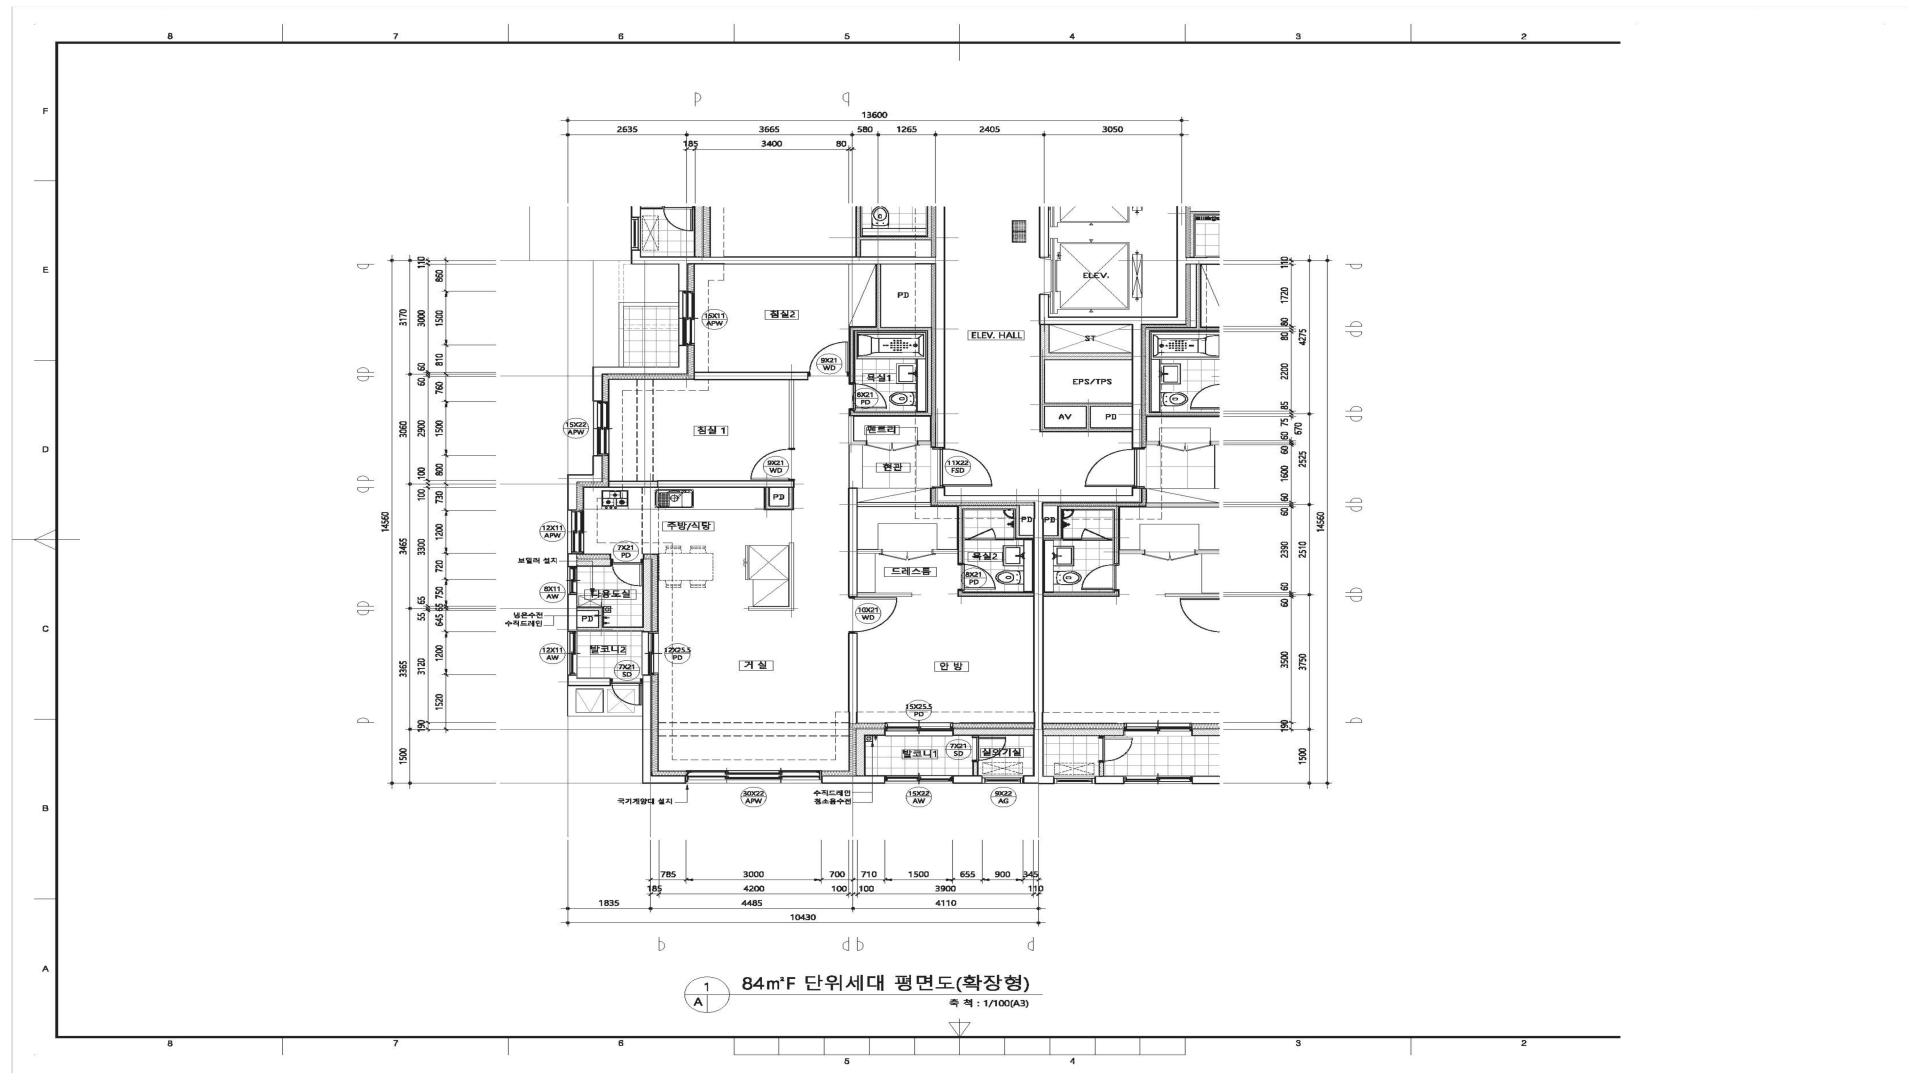 8 7 6 5 4 3 2
F
E
D
C
B
A
13600
2635 3665 580 1265 2405 3050
185 3400 80
110
860
3170 3000 1500
810
60
60
760
3060 2900 1500
800
100
100
730
14560
3465 3300 1200
720
750
65 65
55 645
3365 3120 1200
1520
190
1500
110
1720
80
80 4275
2200
85
75 670
60
60
1600 2525
60
60
2390 2510
60
60
14560
3500 3750
190
1500
침실2
15X11
APW
PD
ELEV.
ELEV. HALL
ST
EPS/TPS
AV PD
9X21
WD
욕실1
8X21
PD
15X22
APW
침실 1
팬트리
9X21
WD
현관
11X22
FSD
PD
주방/식당
12X11
APW
7X21
PD
보일러 설치
PD PD
욕실2
8X21
PD
드레스룸
8X11
AW
다용도실
냉온수전
수직드레인
PD
10X21
WD
12X11
AW
발코니2
7X21
SD
12X25.5
PD
거 실
안 방
15X25.5
PD
발코니1
7X21
SD
실외기실
국기게양대 설치
30X22
APW
수직드레인
청소용수전
15X22
AW
9X22
AG
785 3000 700 710 1500 655 900 345
185 4200 100 100 3900 110
1835 4485 4110
10430
1
A
84㎡F 단위세대 평면도(확장형)
축 척 : 1/100(A3)
8 7 6 5 4 3 2